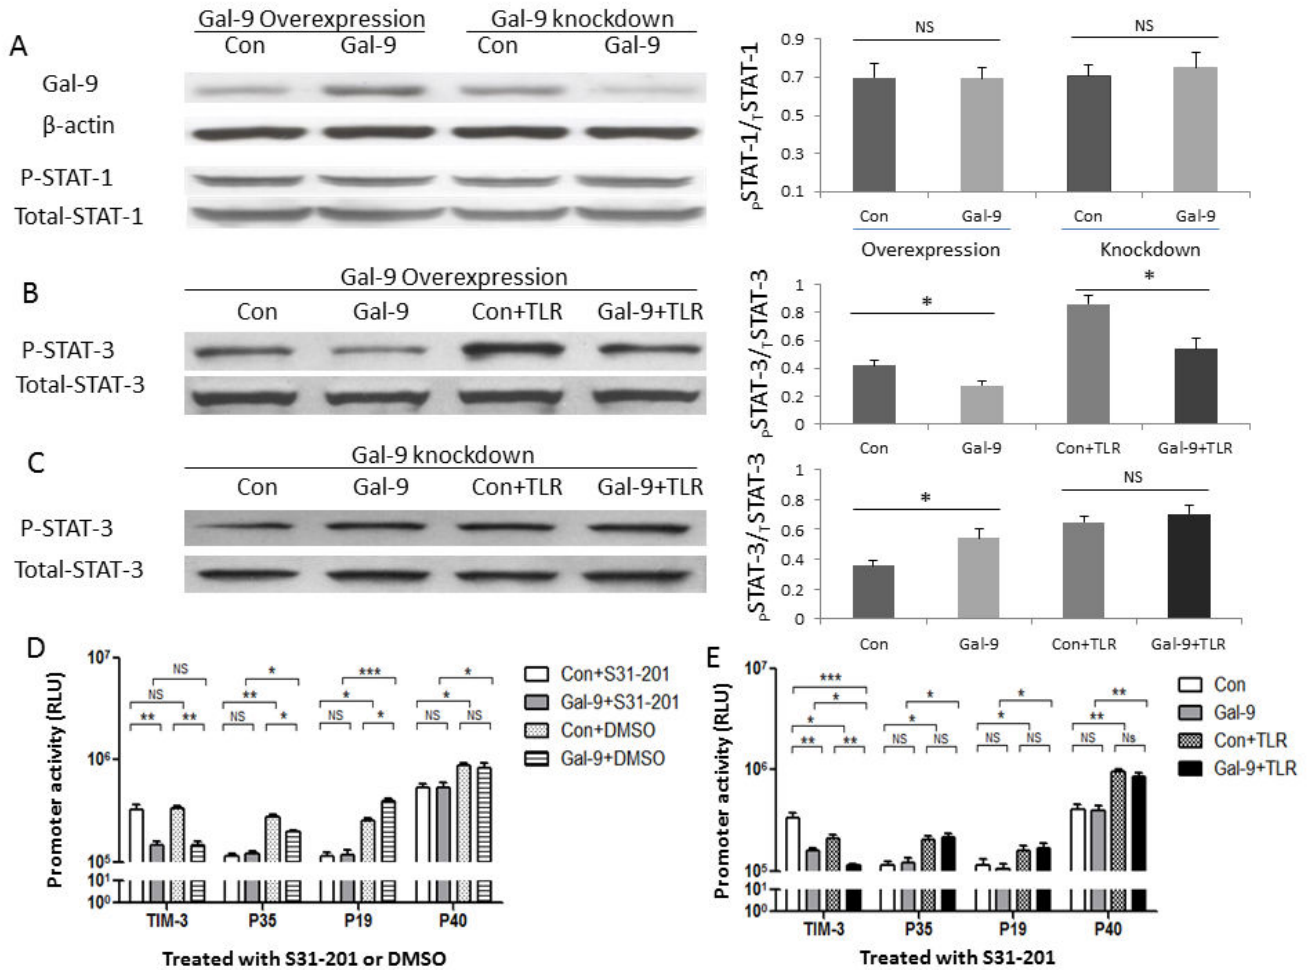 A
Gal-9 Overexpression Gal-9 knockdown
Con Gal-9 Con Gal-9
Gal-9
β-actin
P-STAT-1
Total-STAT-1
PSTAT-1/TSTAT-1
0.9
0.7
0.5
0.3
0.1
NS NS
Con Gal-9 Con Gal-9
Overexpression Knockdown
B
Gal-9 Overexpression
Con Gal-9 Con+TLR Gal-9+TLR
P-STAT-3
Total-STAT-3
PSTAT-3/TSTAT-3
1
0.8
0.6
0.4
0.2
0
* *
Con Gal-9 Con+TLR Gal-9+TLR
C
Gal-9 knockdown
Con Gal-9 Con+TLR Gal-9+TLR
P-STAT-3
Total-STAT-3
PSTAT-3/TSTAT-3
1
0.8
0.6
0.4
0.2
0
* NS
Con Gal-9 Con+TLR Gal-9+TLR
D
Promoter activity (RLU)
10⁷
10⁶
10⁵
10¹
10⁰
NS * *** *
NS ** * *
** ** NS * NS * NS NS
Con+S31-201
Gal-9+S31-201
Con+DMSO
Gal-9+DMSO
TIM-3 P35 P19 P40
Treated with S31-201 or DMSO
E
Promoter activity (RLU)
10⁷
10⁶
10⁵
10¹
10⁰
***
* * * **
* * * **
** ** NS NS NS NS NS Ns
Con
Gal-9
Con+TLR
Gal-9+TLR
TIM-3 P35 P19 P40
Treated with S31-201